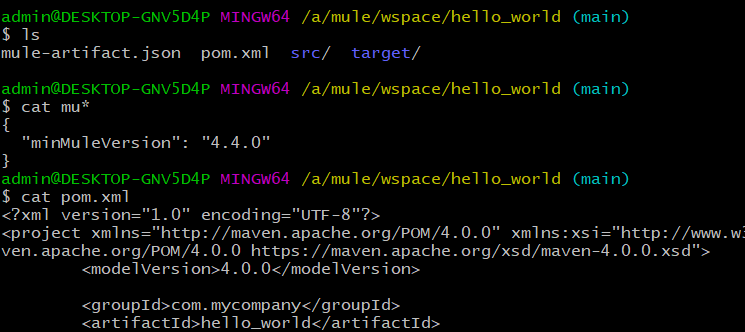 admin@DESKTOP-GNV5D4P MINGW64 /a/mule/wspace/hello_world (main)
$ ls
mule-artifact.json  pom.xml  src/  target/
admin@DESKTOP-GNV5D4P MINGW64 /a/mule/wspace/hello_world (main)
$ cat mu*
{
  "minMuleVersion": "4.4.0"
}
admin@DESKTOP-GNV5D4P MINGW64 /a/mule/wspace/hello_world (main)
$ cat pom.xml
<?xml version="1.0" encoding="UTF-8"?>
<project xmlns="http://maven.apache.org/POM/4.0.0" xmlns:xsi="http://www.w3
ven.apache.org/POM/4.0.0 https://maven.apache.org/xsd/maven-4.0.0.xsd">
        <modelVersion>4.0.0</modelVersion>
        <groupId>com.mycompany</groupId>
        <artifactId>hello_world</artifactId>